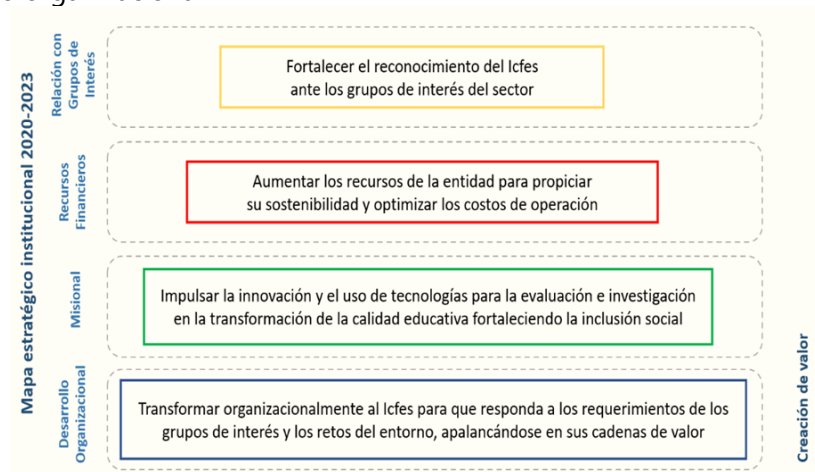 Mapa estratégico institucional 2020-2023
Relación con
Grupos de
Interés
Fortalecer el reconocimiento del Icfes
ante los grupos de interés del sector
Recursos
Financieros
Aumentar los recursos de la entidad para propiciar
su sostenibilidad y optimizar los costos de operación
Misional
Impulsar la innovación y el uso de tecnologías para la evaluación e investigación
en la transformación de la calidad educativa fortaleciendo la inclusión social
Desarrollo
Organizacional
Transformar organizacionalmente al Icfes para que responda a los requerimientos de los
grupos de interés y los retos del entorno, apalancándose en sus cadenas de valor
Creación de valor